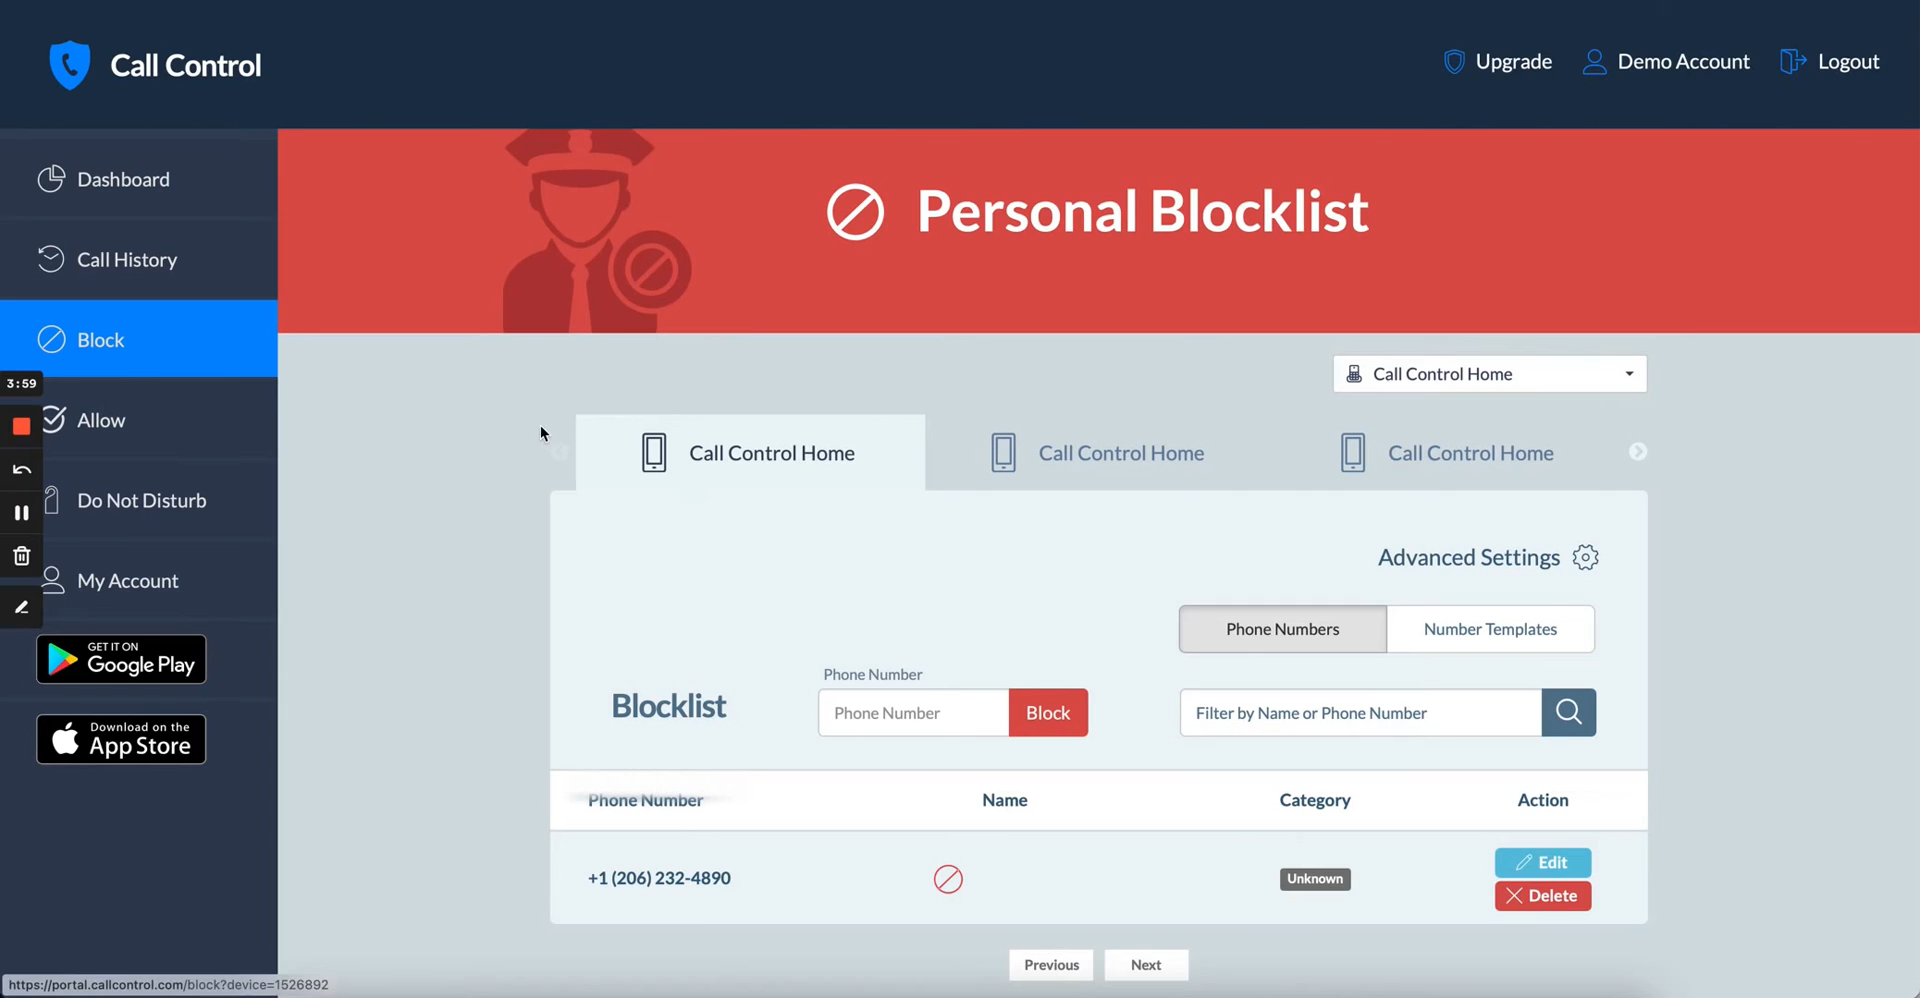 Call Control
Upgrade
Demo Account
Logout
Dashboard
Call History
Block
3:59
Allow
Do Not Disturb
My Account
GET IT ON
Google Play
Download on the
App Store
Personal Blocklist
Call Control Home
Call Control Home
Call Control Home
Call Control Home
Advanced Settings
Phone Numbers
Number Templates
Blocklist
Phone Number
Phone Number
Block
Filter by Name or Phone Number
Phone Number
Name
Category
Action
+1 (206) 232-4890
Unknown
Edit
Delete
Previous
Next
https://portal.callcontrol.com/block?device=1526892